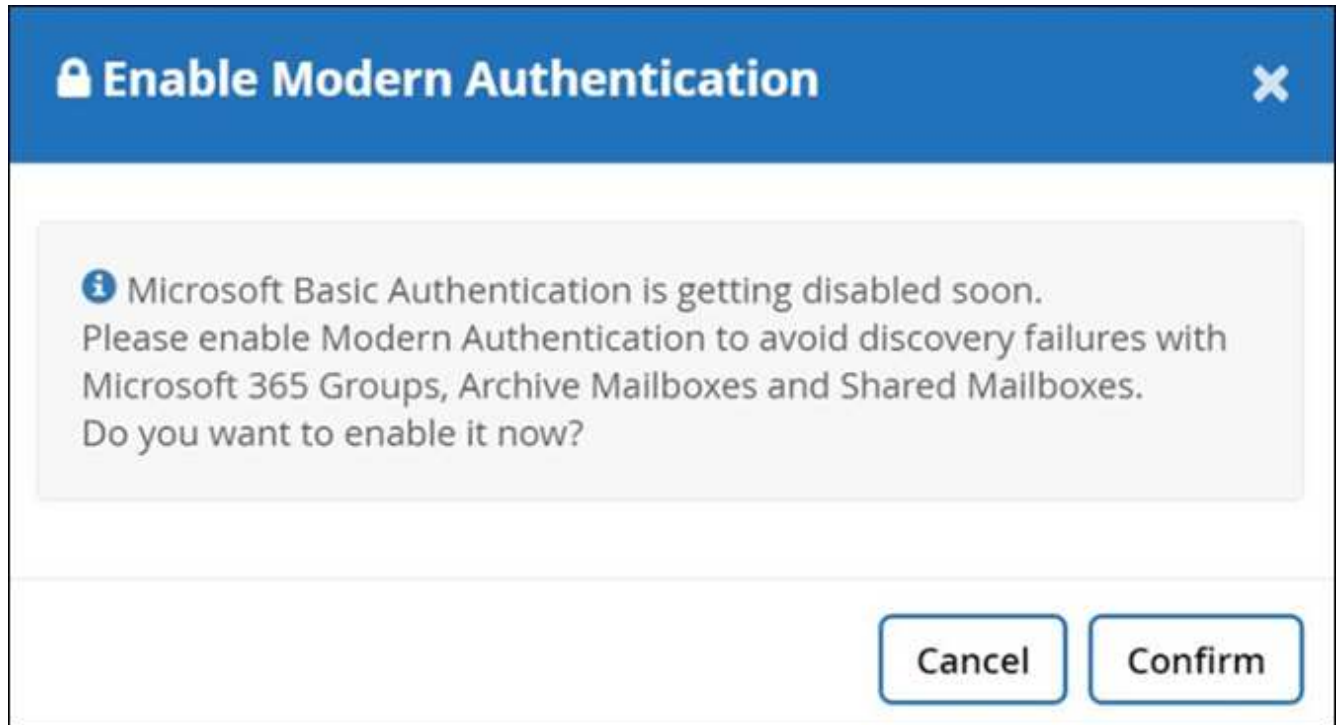 Enable Modern Authentication
Microsoft Basic Authentication is getting disabled soon.
Please enable Modern Authentication to avoid discovery failures with
Microsoft 365 Groups, Archive Mailboxes and Shared Mailboxes.
Do you want to enable it now?
Cancel Confirm